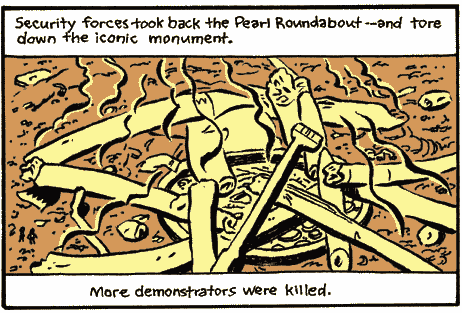 Security forces took back the Pearl Roundabout--and tore
down the iconic monument.
More demonstrators were killed.